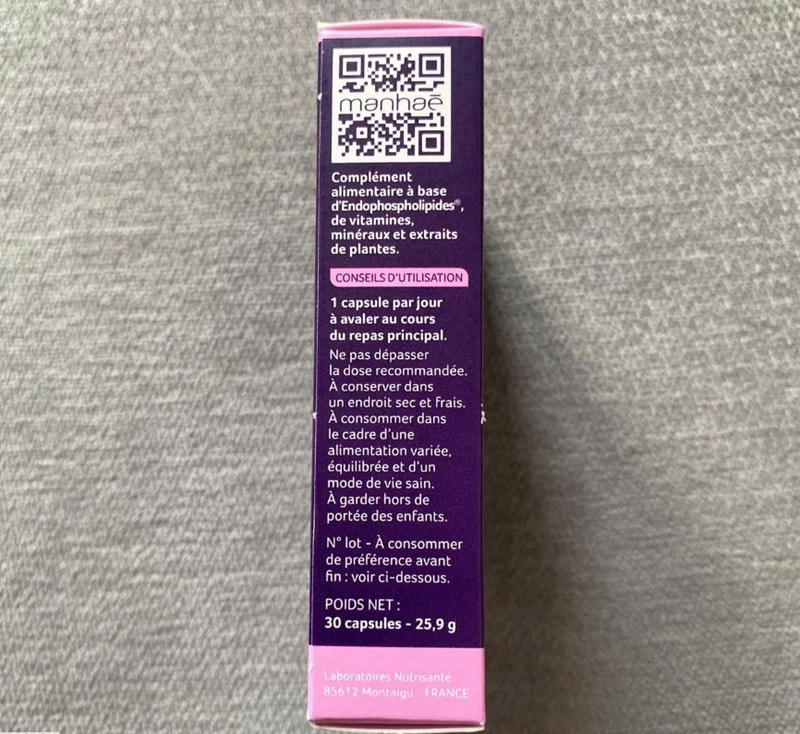 manhaē
Complément
alimentaire à base
d'Endophospholipides®,
de vitamines,
minéraux et extraits
de plantes.
CONSEILS D'UTILISATION
1 capsule par jour
à avaler au cours
du repas principal.
Ne pas dépasser
la dose recommandée.
À conserver dans
un endroit sec et frais.
À consommer dans
le cadre d'une
alimentation variée,
équilibrée et d'un
mode de vie sain.
À garder hors de
portée des enfants.
N° lot - À consommer
de préférence avant
fin : voir ci-dessous.
POIDS NET :
30 capsules - 25,9 g
Laboratoires Nutrisanté
85612 Montaigu FRANCE